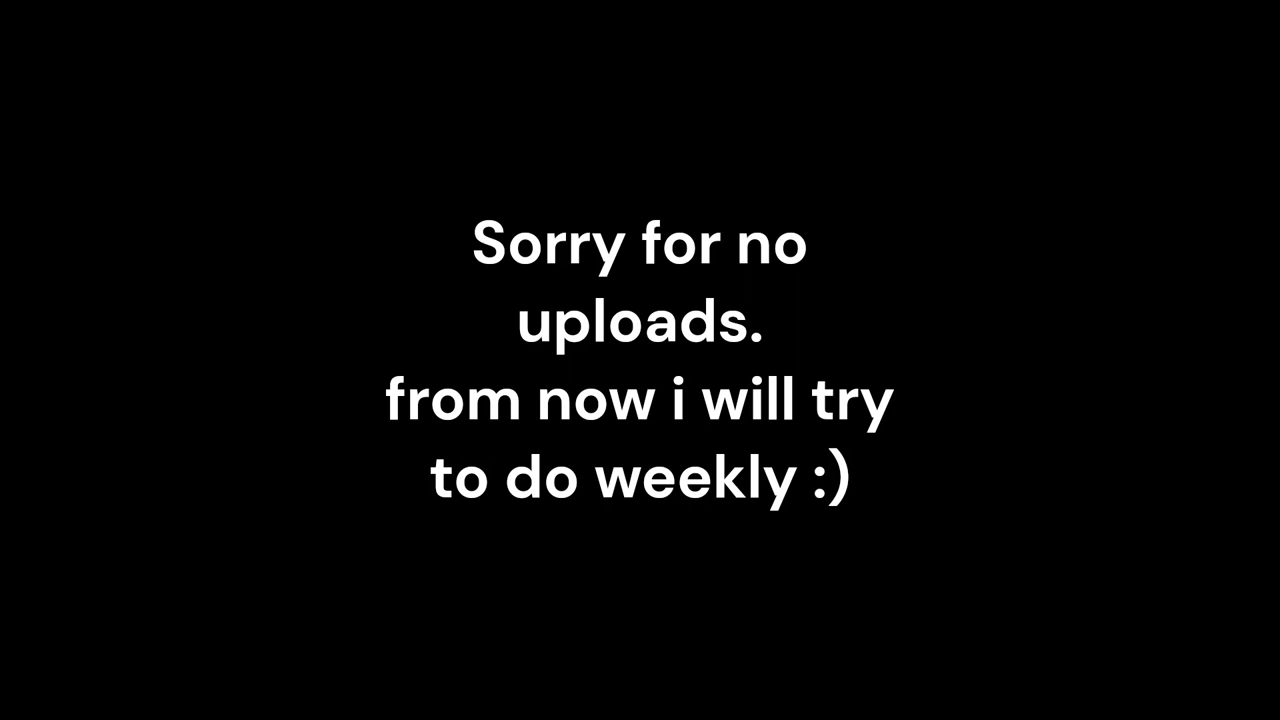 Sorry for no
uploads.
from now i will try
to do weekly :)